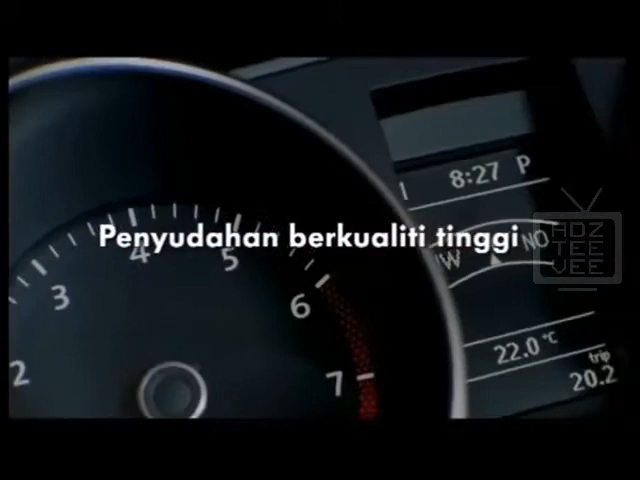 Penyudahan berkualiti tinggi
2
3
4
5
6
7
8:27 P
W NO
22.0 °C
trip
20.2
ADZ
TEE
VEE